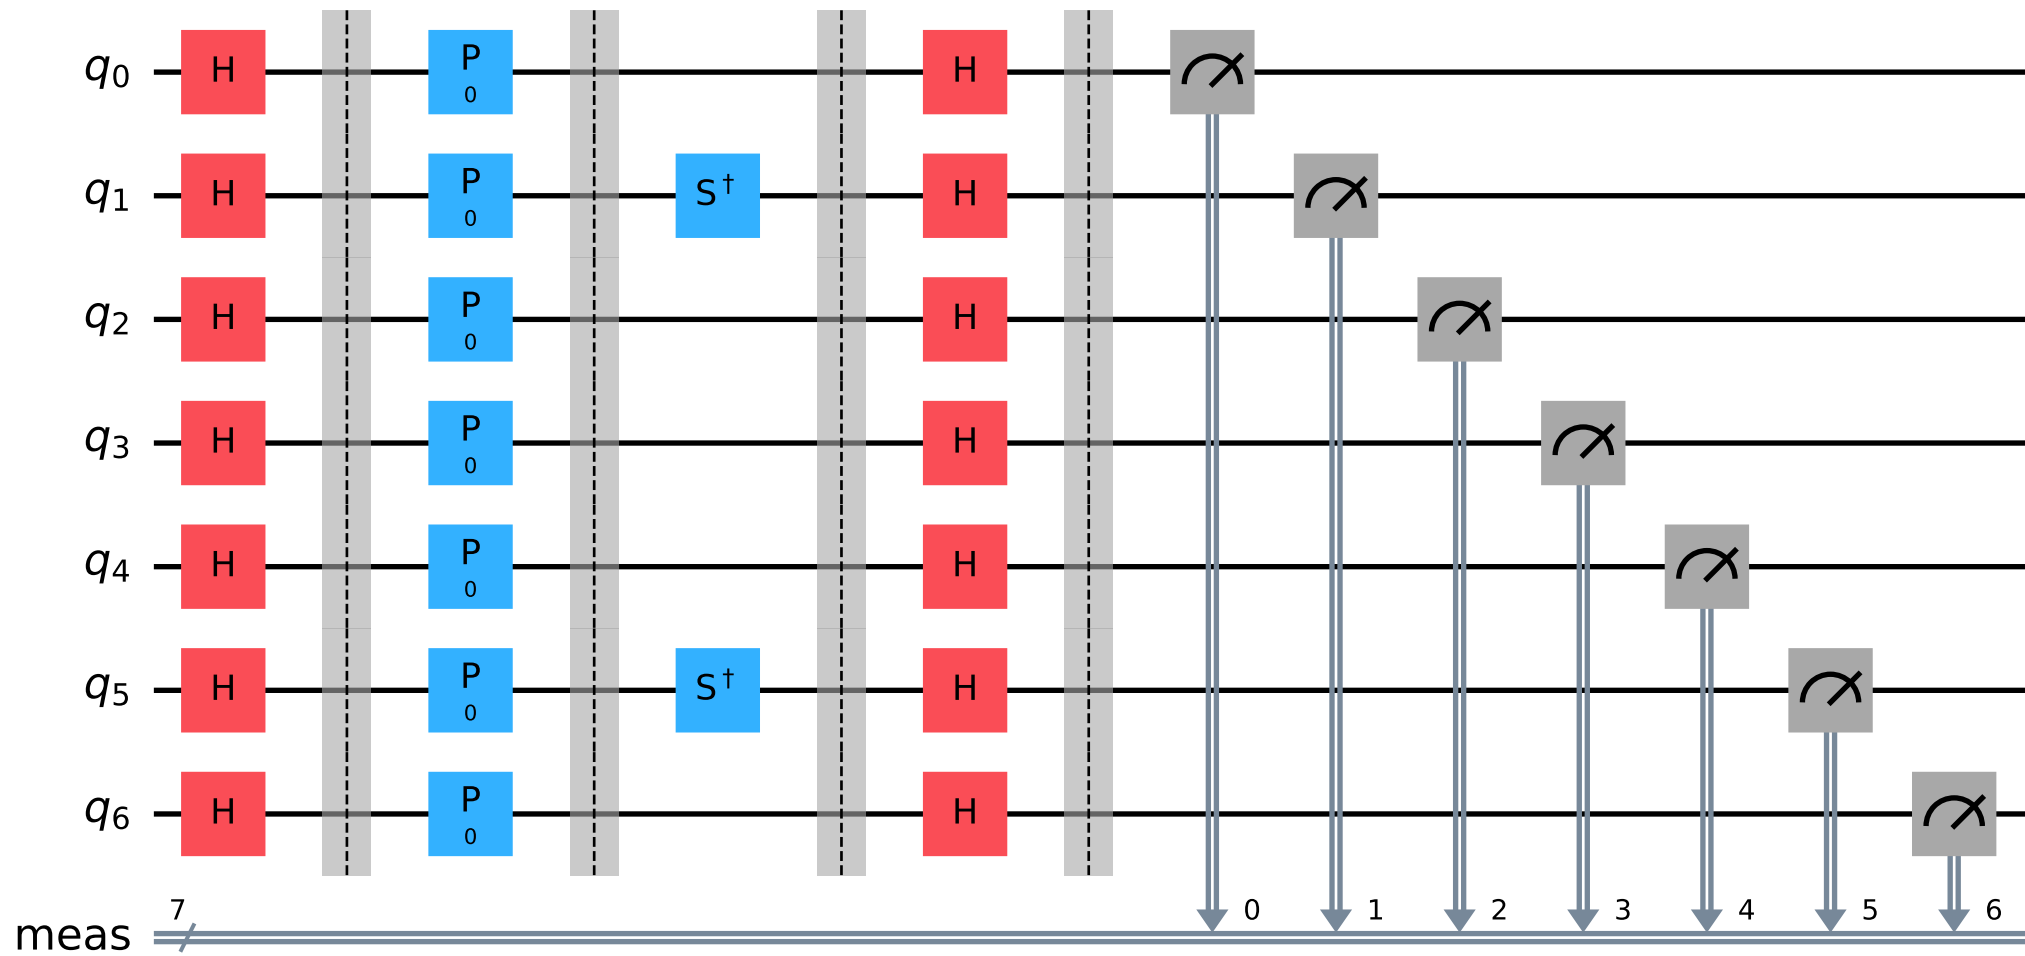 q0 H P 0 H
q1 H P 0 S† H
q2 H P 0 H
q3 H P 0 H
q4 H P 0 H
q5 H P 0 S† H
q6 H P 0 H
7 0 1 2 3 4 5 6
meas